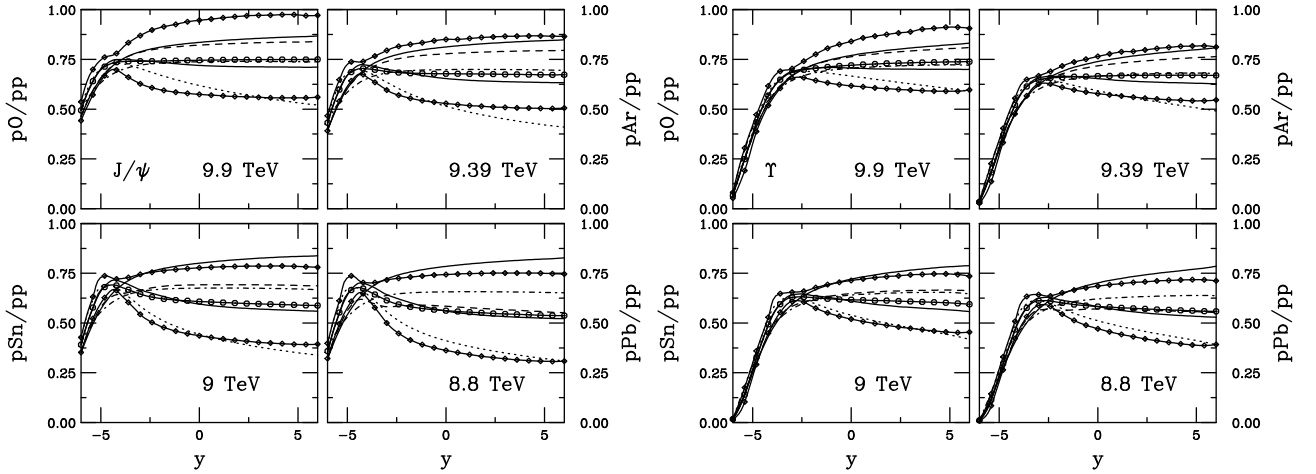 1.00 1.00 1.00 1.00
0.75 0.75 0.75 0.75
0.50 0.50 0.50 0.50
0.25 0.25 0.25 0.25
0.00 0.00 0.00 0.00
pO/pp
J/ψ 9.9 TeV
9.39 TeV
pAr/pp
pO/pp
ϒ 9.9 TeV
9.39 TeV
pAr/pp
1.00 1.00 1.00 1.00
0.75 0.75 0.75 0.75
0.50 0.50 0.50 0.50
0.25 0.25 0.25 0.25
0.00 0.00 0.00 0.00
pSn/pp
9 TeV
8.8 TeV
pPb/pp
pSn/pp
9 TeV
8.8 TeV
pPb/pp
−5 0 5 −5 0 5 −5 0 5 −5 0 5
y y y y